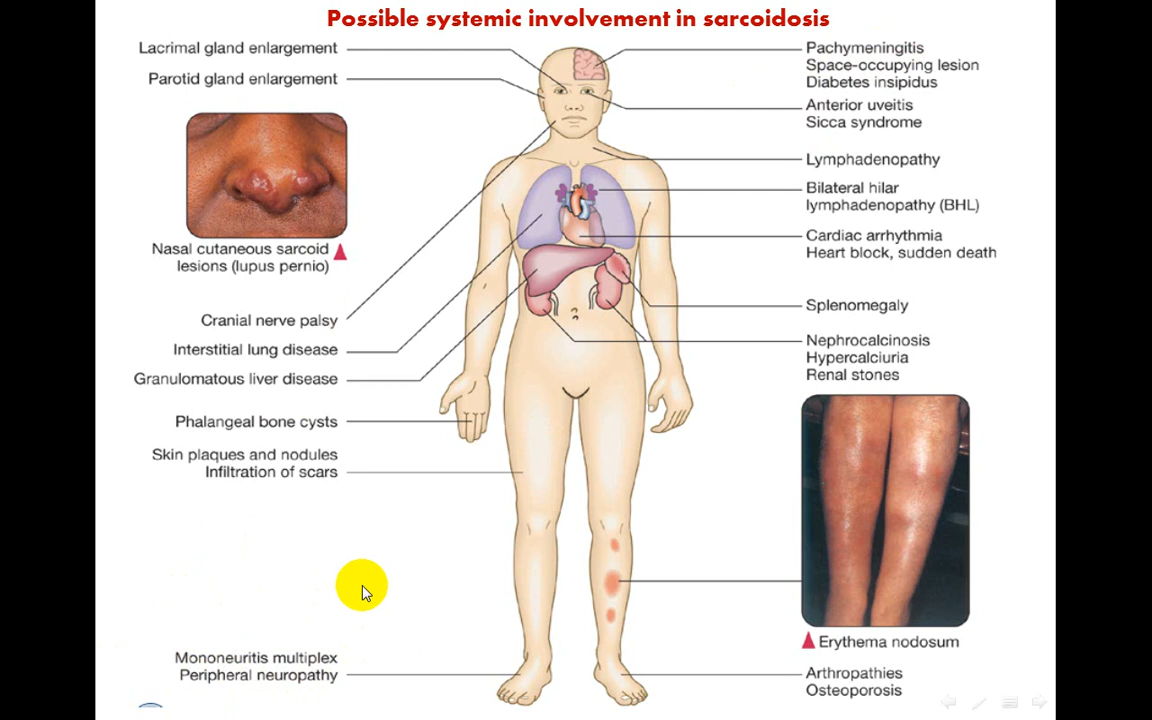 Possible systemic involvement in sarcoidosis
Lacrimal gland enlargement
Parotid gland enlargement
Nasal cutaneous sarcoid
lesions (lupus pernio)
Cranial nerve palsy
Interstitial lung disease
Granulomatous liver disease
Phalangeal bone cysts
Skin plaques and nodules
Infiltration of scars
Mononeuritis multiplex
Peripheral neuropathy
Pachymeningitis
Space-occupying lesion
Diabetes insipidus
Anterior uveitis
Sicca syndrome
Lymphadenopathy
Bilateral hilar
lymphadenopathy (BHL)
Cardiac arrhythmia
Heart block, sudden death
Splenomegaly
Nephrocalcinosis
Hypercalciuria
Renal stones
Erythema nodosum
Arthropathies
Osteoporosis